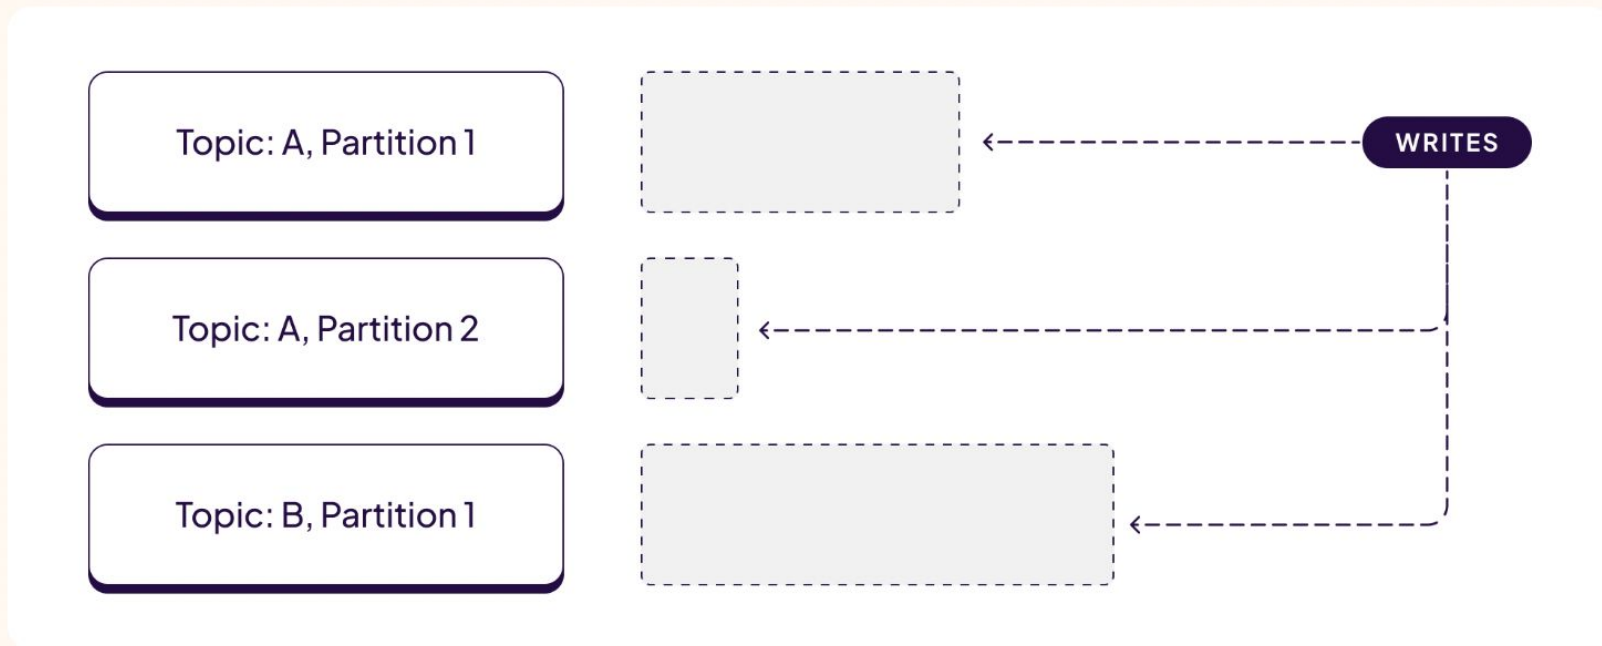 Topic: A, Partition 1
WRITES
Topic: A, Partition 2
Topic: B, Partition 1